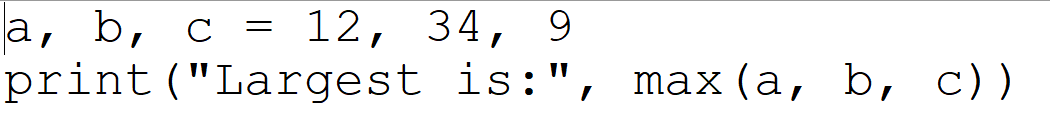 a, b, c = 12, 34, 9
print("Largest is:", max(a, b, c))